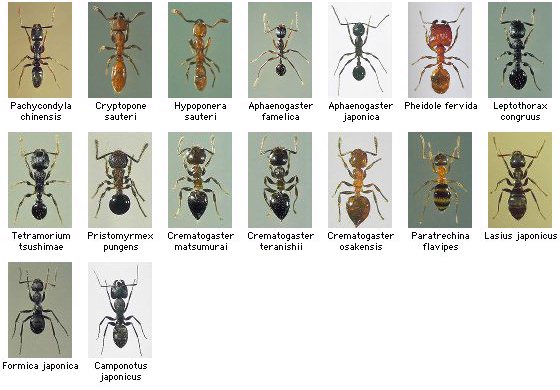 Pachycondyla
chinensis
Cryptopone
sauteri
Hypoponera
sauteri
Aphaenogaster
famelica
Aphaenogaster
japonica
Pheidole fervida
Leptothorax
congruus
Tetramorium
tsushimae
Pristomyrmex
pungens
Crematogaster
matsumurai
Crematogaster
teranishii
Crematogaster
osakensis
Paratrechina
flavipes
Lasius japonicus
Formica japonica
Camponotus
japonicus